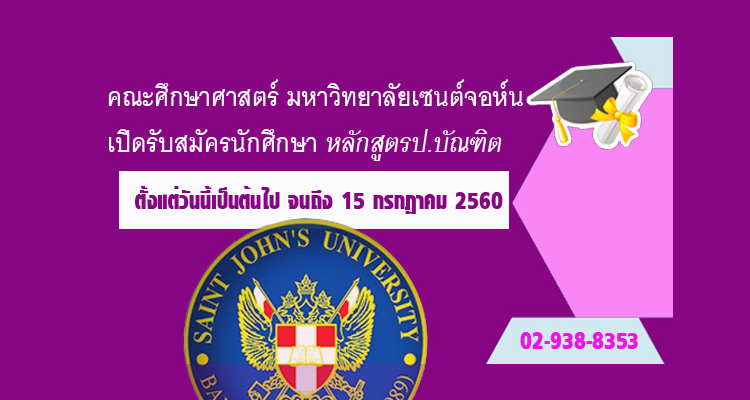 คณะศึกษาศาสตร์ มหาวิทยาลัยเซนต์จอห์น
เปิดรับสมัครนักศึกษา หลักสูตรป.บัณฑิต
ตั้งแต่วันนี้เป็นต้นไป จนถึง 15 กรกฎาคม 2560
SAINT JOHN'S UNIVERSITY
02-938-8353